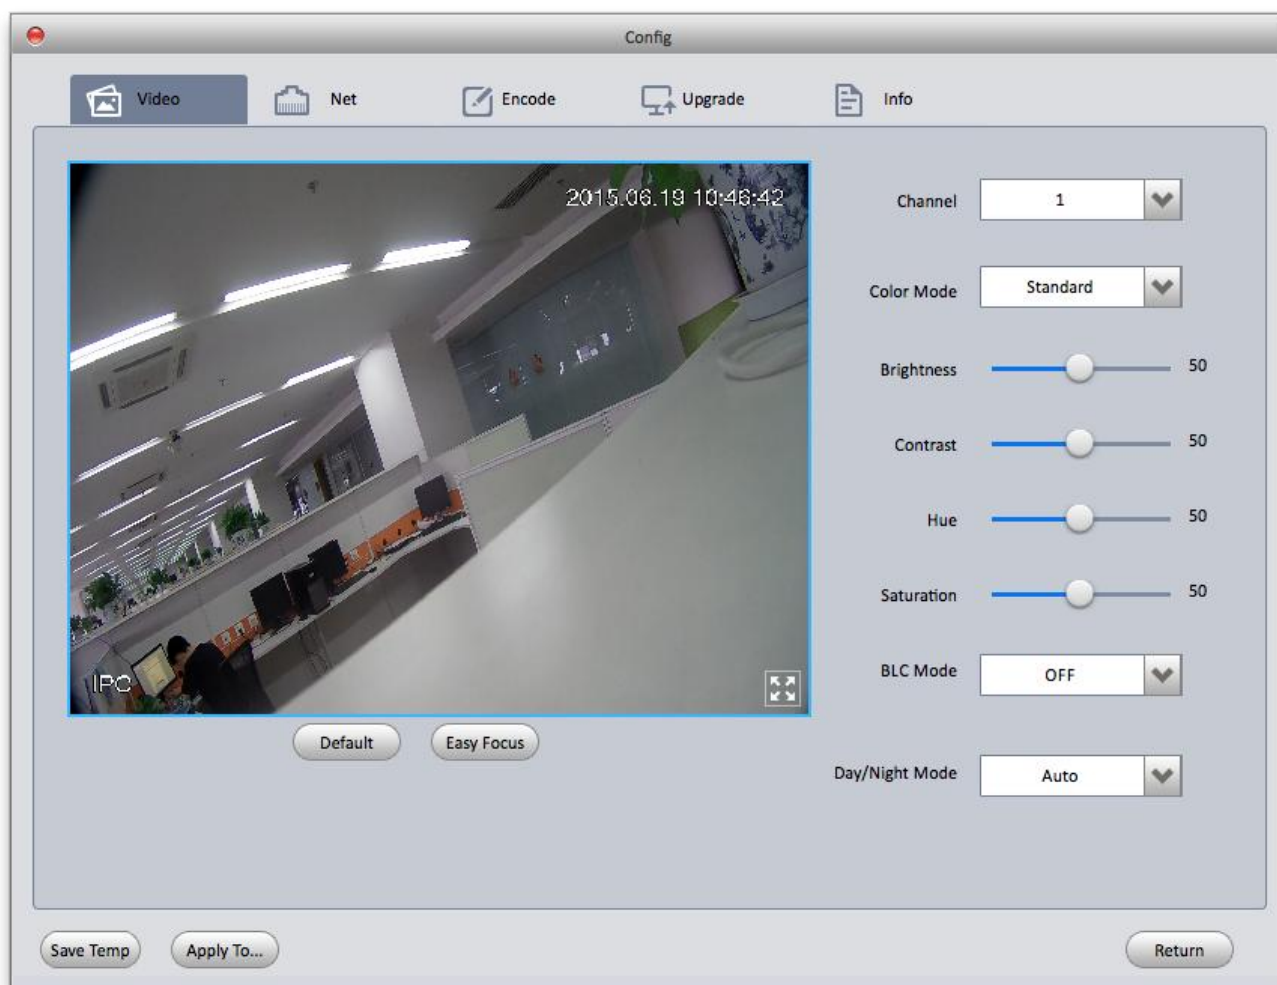 Config
Video Net Encode Upgrade Info
2015.06.19 10:46:42
IPC
Channel 1
Color Mode Standard
Brightness 50
Contrast 50
Hue 50
Saturation 50
BLC Mode OFF
Default Easy Focus
Day/Night Mode Auto
Save Temp Apply To... Return